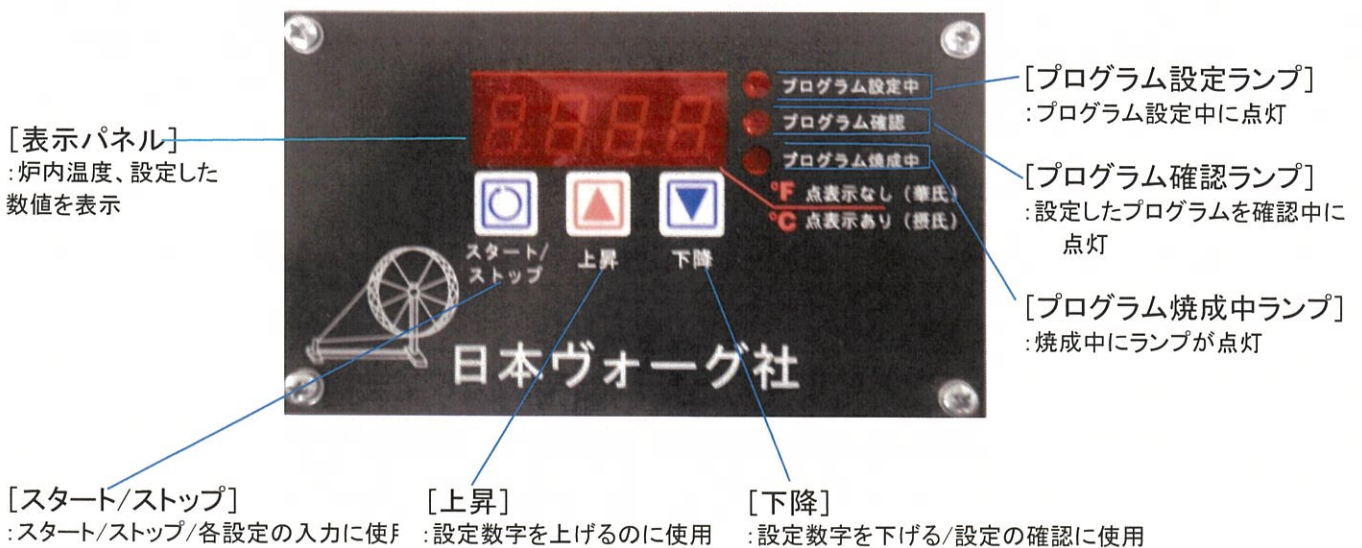 プログラム設定中
プログラム確認
プログラム焼成中
°F 点表示なし（華氏）
°C 点表示あり（摂氏）
スタート/
ストップ
上昇
下降
日本ヴォーグ社
[表示パネル]
:炉内温度、設定した
数値を表示
[プログラム設定ランプ]
:プログラム設定中に点灯
[プログラム確認ランプ]
:設定したプログラムを確認中に
点灯
[プログラム焼成中ランプ]
:焼成中にランプが点灯
[スタート/ストップ]
:スタート/ストップ/各設定の入力に使
[上昇]
:設定数字を上げるのに使用
[下降]
:設定数字を下げる/設定の確認に使用